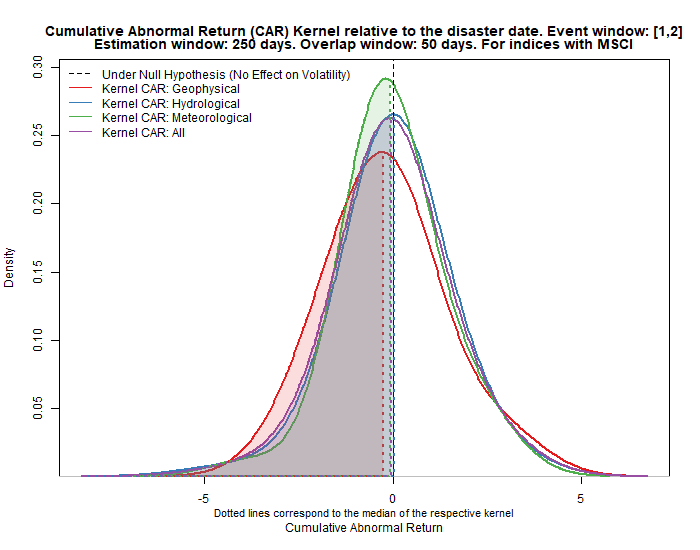 Cumulative Abnormal Return (CAR) Kernel relative to the disaster date. Event window: [1,2]
Estimation window: 250 days. Overlap window: 50 days. For indices with MSCI
Under Null Hypothesis (No Effect on Volatility)
Kernel CAR: Geophysical
Kernel CAR: Hydrological
Kernel CAR: Meteorological
Kernel CAR: All
Density
0.30
0.25
0.20
0.15
0.10
0.05
-5
0
5
Dotted lines correspond to the median of the respective kernel
Cumulative Abnormal Return